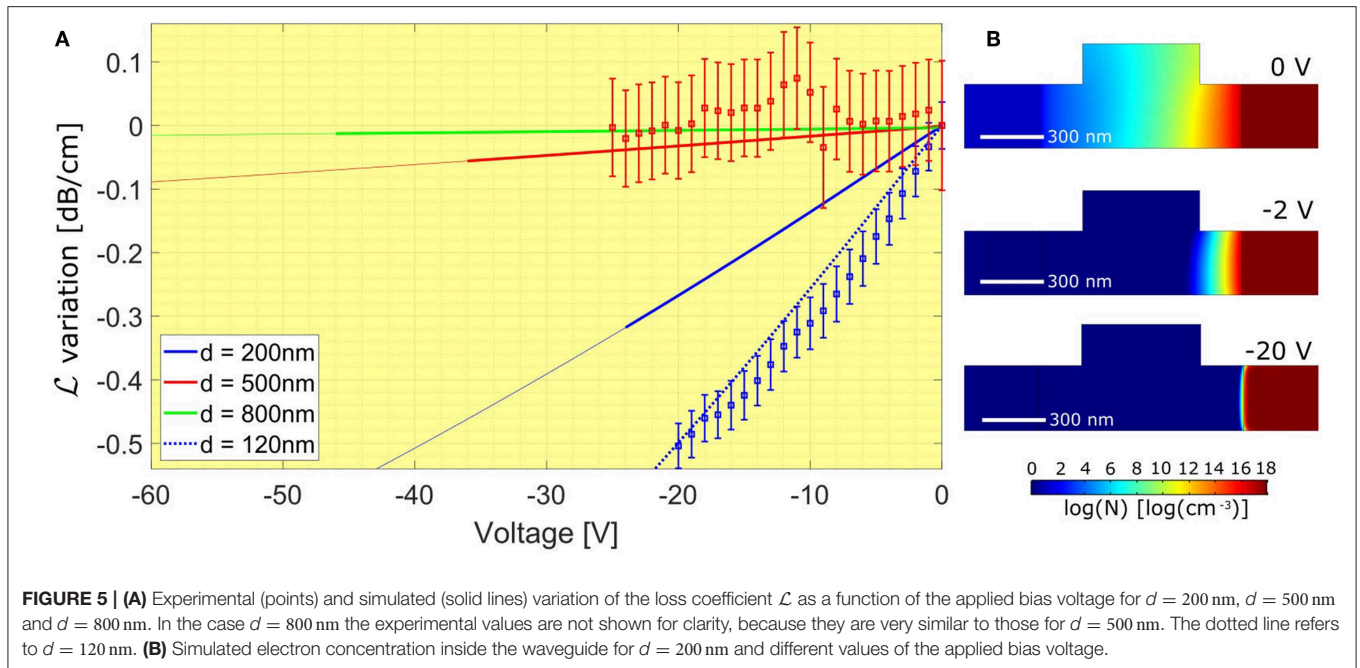 A
0.1
0
-0.1
-0.2
-0.3
-0.4
-0.5
ℒ variation [dB/cm]
d = 200nm
d = 500nm
d = 800nm
d = 120nm
-60 -50 -40 -30 -20 -10 0
Voltage [V]
B
0 V
300 nm
-2 V
300 nm
-20 V
300 nm
0 2 4 6 8 10 12 14 16 18
log(N) [log(cm⁻³)]
FIGURE 5 | (A) Experimental (points) and simulated (solid lines) variation of the loss coefficient ℒ as a function of the applied bias voltage for d = 200 nm, d = 500 nm
and d = 800 nm. In the case d = 800 nm the experimental values are not shown for clarity, because they are very similar to those for d = 500 nm. The dotted line refers
to d = 120 nm. (B) Simulated electron concentration inside the waveguide for d = 200 nm and different values of the applied bias voltage.